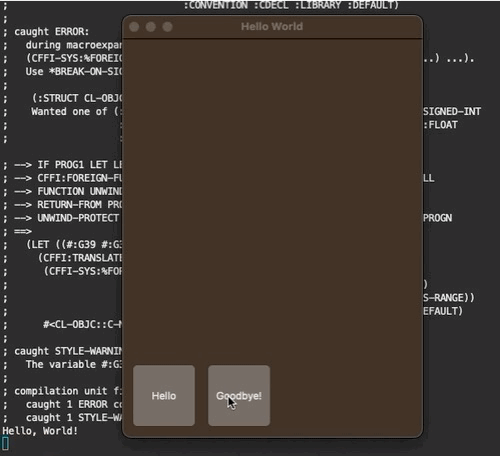 :CONVENTION :CDECL :LIBRARY :DEFAULT)
;
; caught ERROR:
;   during macroexpan
..) ...).
;   (CFFI-SYS:%FOREIG
;   Use *BREAK-ON-SIG
;
;    (:STRUCT CL-OBJC
;    Wanted one of (:
SIGNED-INT
;
:FLOAT
;
;
; --> IF PROG1 LET LE
; --> CFFI:FOREIGN-FU
LL
; --> FUNCTION UNWIND
; --> RETURN-FROM PRO
; --> UNWIND-PROTECT
PROGN
; ==>
;   (LET ((#:G39 #:G3
;     (CFFI:TRANSLATE
;      (CFFI-SYS:%FOR
;
)
;
S-RANGE))
;
EFAULT)
;      #<CL-OBJC::C-N
;
; caught STYLE-WARNIN
;   The variable #:G3
;
; compilation unit fi
;   caught 1 ERROR co
;   caught 1 STYLE-WA
Hello, World!
Hello World
Hello
Goodbye!